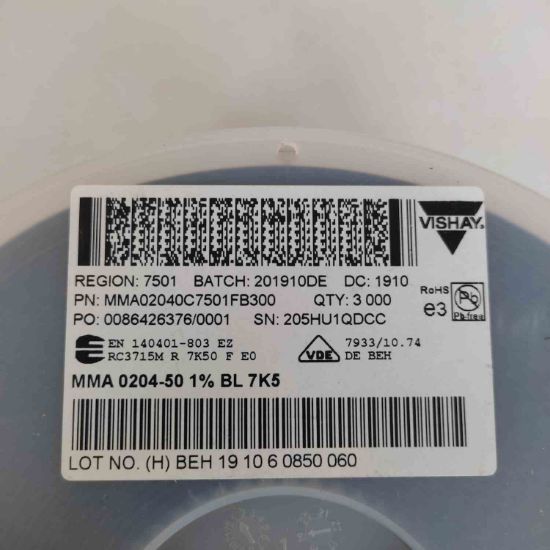 VISHAY.
REGION: 7501 BATCH: 201910DE DC: 1910
PN: MMA02040C7501FB300 QTY: 3 000
PO: 0086426376/0001 SN: 205HU1QDCC
RoHS
e3
Pb-free
EN 140401-803 EZ
RC3715M R 7K50 F E0
VDE
7933/10.74
DE BEH
MMA 0204-50 1% BL 7K5
LOT NO. (H) BEH 19 10 6 0850 060